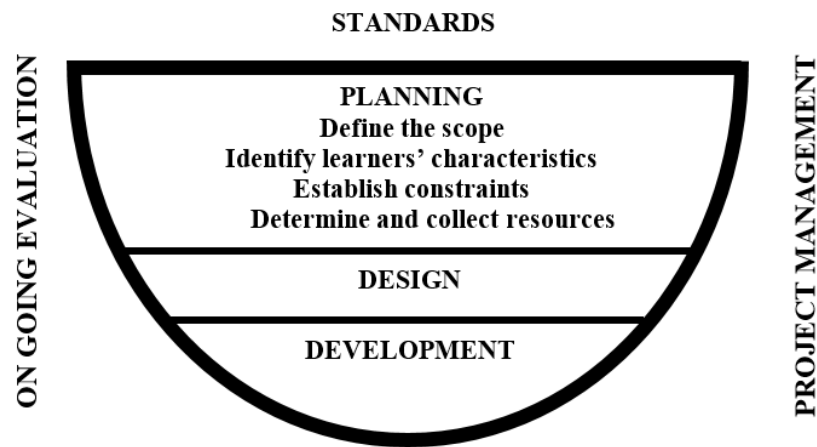 STANDARDS
ON GOING EVALUATION
PLANNING
Define the scope
Identify learners’ characteristics
Establish constraints
Determine and collect resources
DESIGN
DEVELOPMENT
PROJECT MANAGEMENT